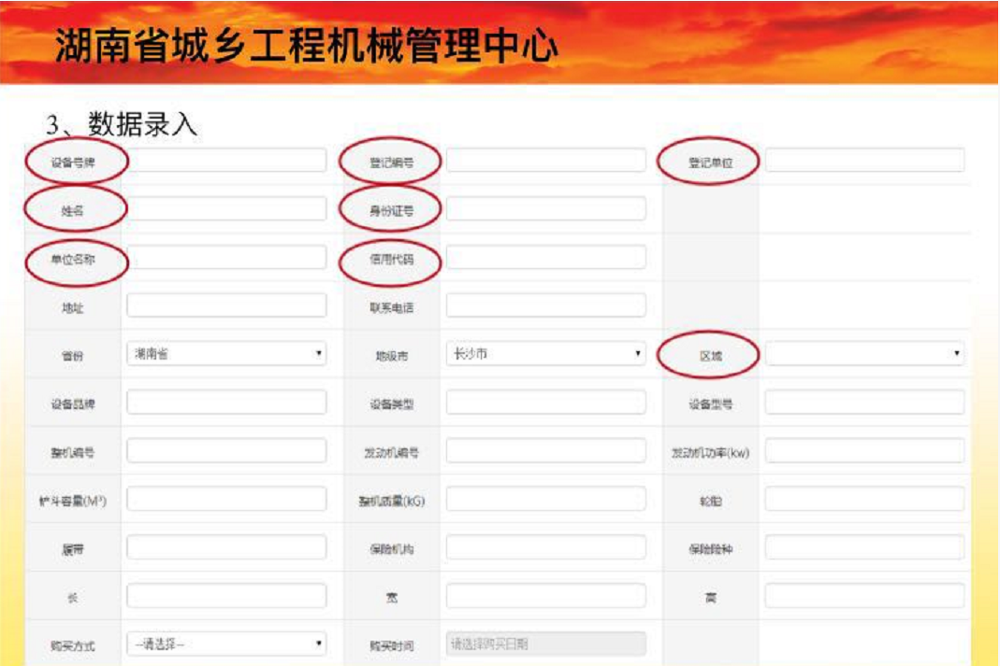 湖南省城乡工程机械管理中心
3、数据录入
设备号牌 登记编号 登记单位
姓名 身份证号
单位名称 信用代码
地址 联系电话
省份 湖南省 地级市 长沙市 区域
设备品牌 设备类型 设备型号
整机编号 发动机编号 发动机功率(kw)
铲斗容量(M³) 整机质量(kG) 轮胎
履带 保险机构 保险险种
长 宽 高
购买方式 --请选择-- 购买时间 请选择购买日期